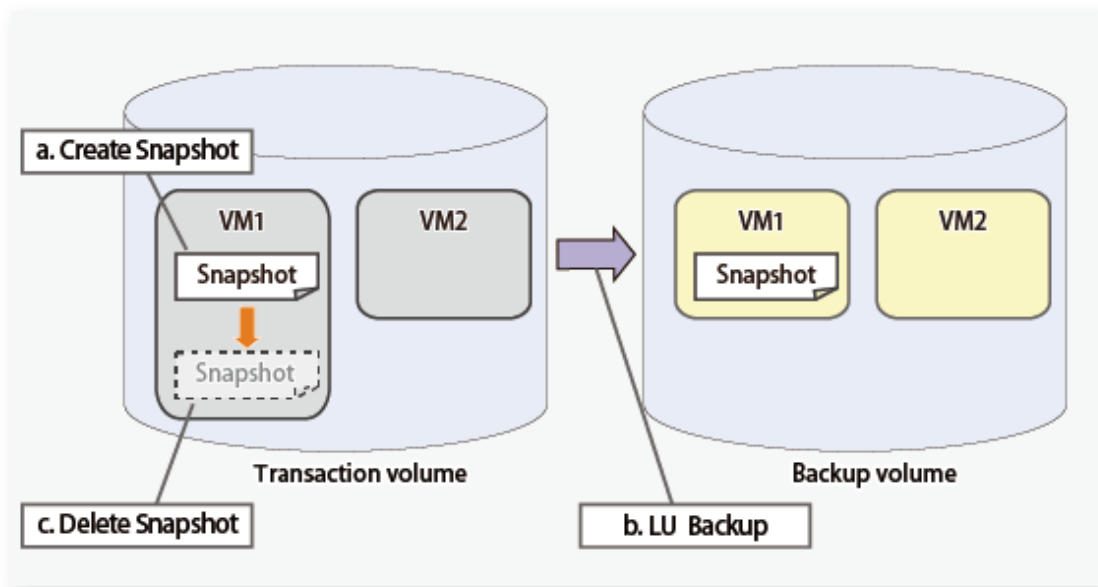 a. Create Snapshot
VM1
VM2
VM1
VM2
Snapshot
Snapshot
Snapshot
Transaction volume
Backup volume
c. Delete Snapshot
b. LU Backup